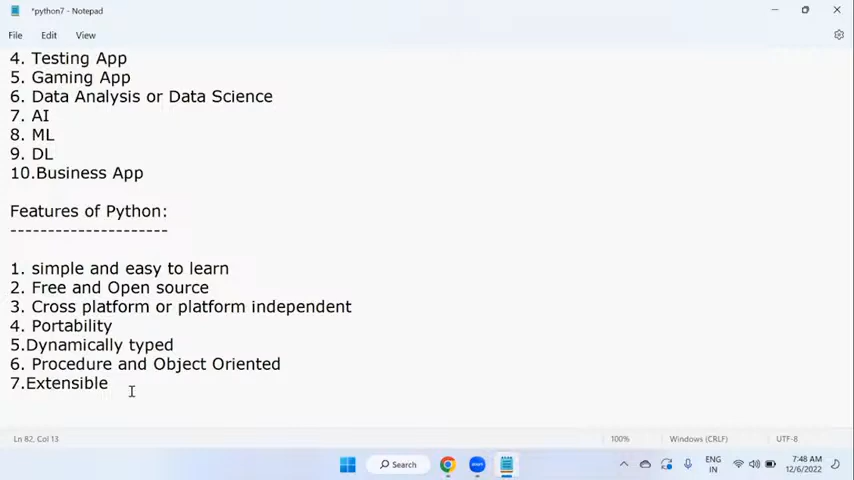 *python7 - Notepad
File Edit View
4. Testing App
5. Gaming App
6. Data Analysis or Data Science
7. AI
8. ML
9. DL
10.Business App
Features of Python:
---------------------
1. simple and easy to learn
2. Free and Open source
3. Cross platform or platform independent
4. Portability
5.Dynamically typed
6. Procedure and Object Oriented
7.Extensible
Ln 82, Col 13 100% Windows (CRLF) UTF-8
Search ENG IN 7:48 AM 12/6/2022